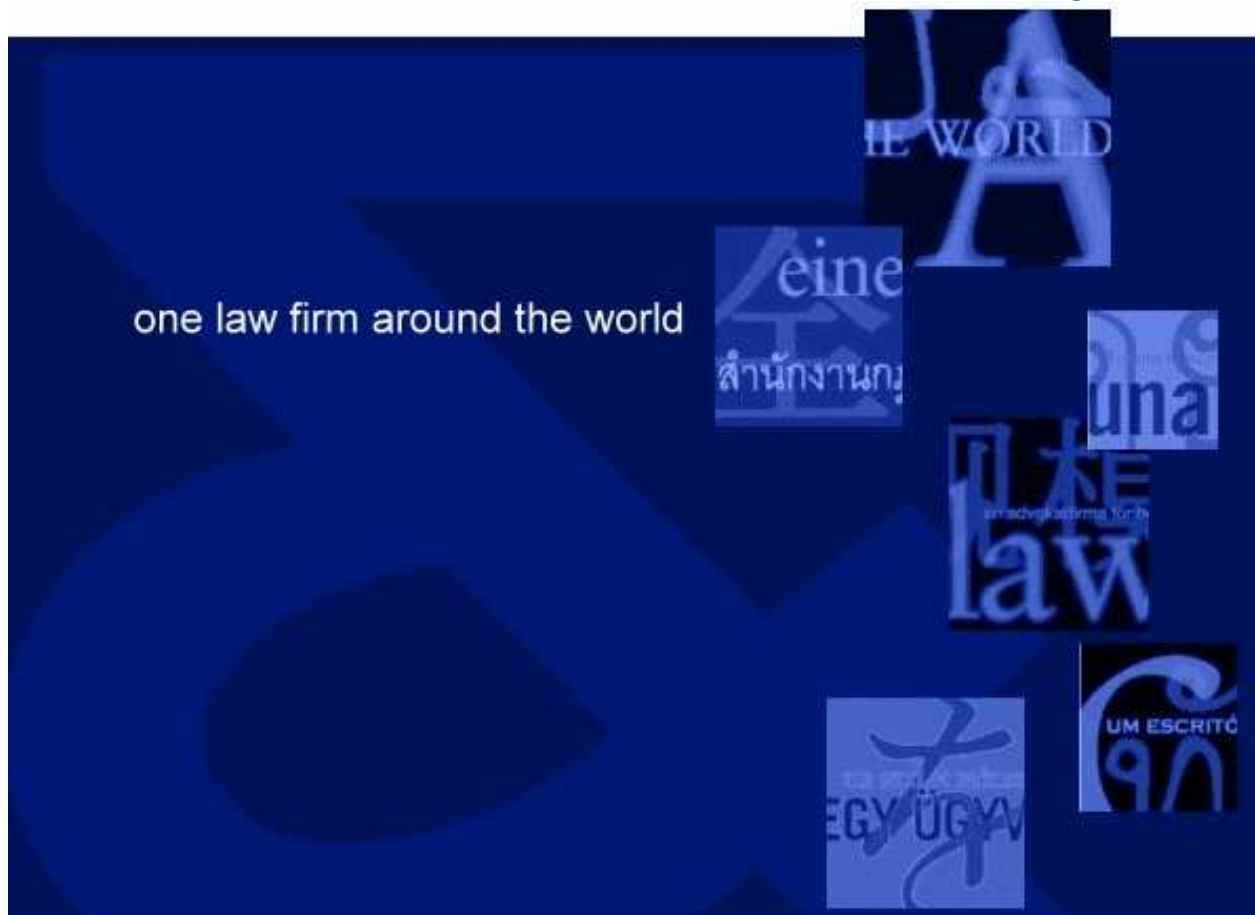 HE WORLD
eine
one law firm around the world
สำนักงานก
una
law
UM ESCRITÓ
EGY ÜGYV